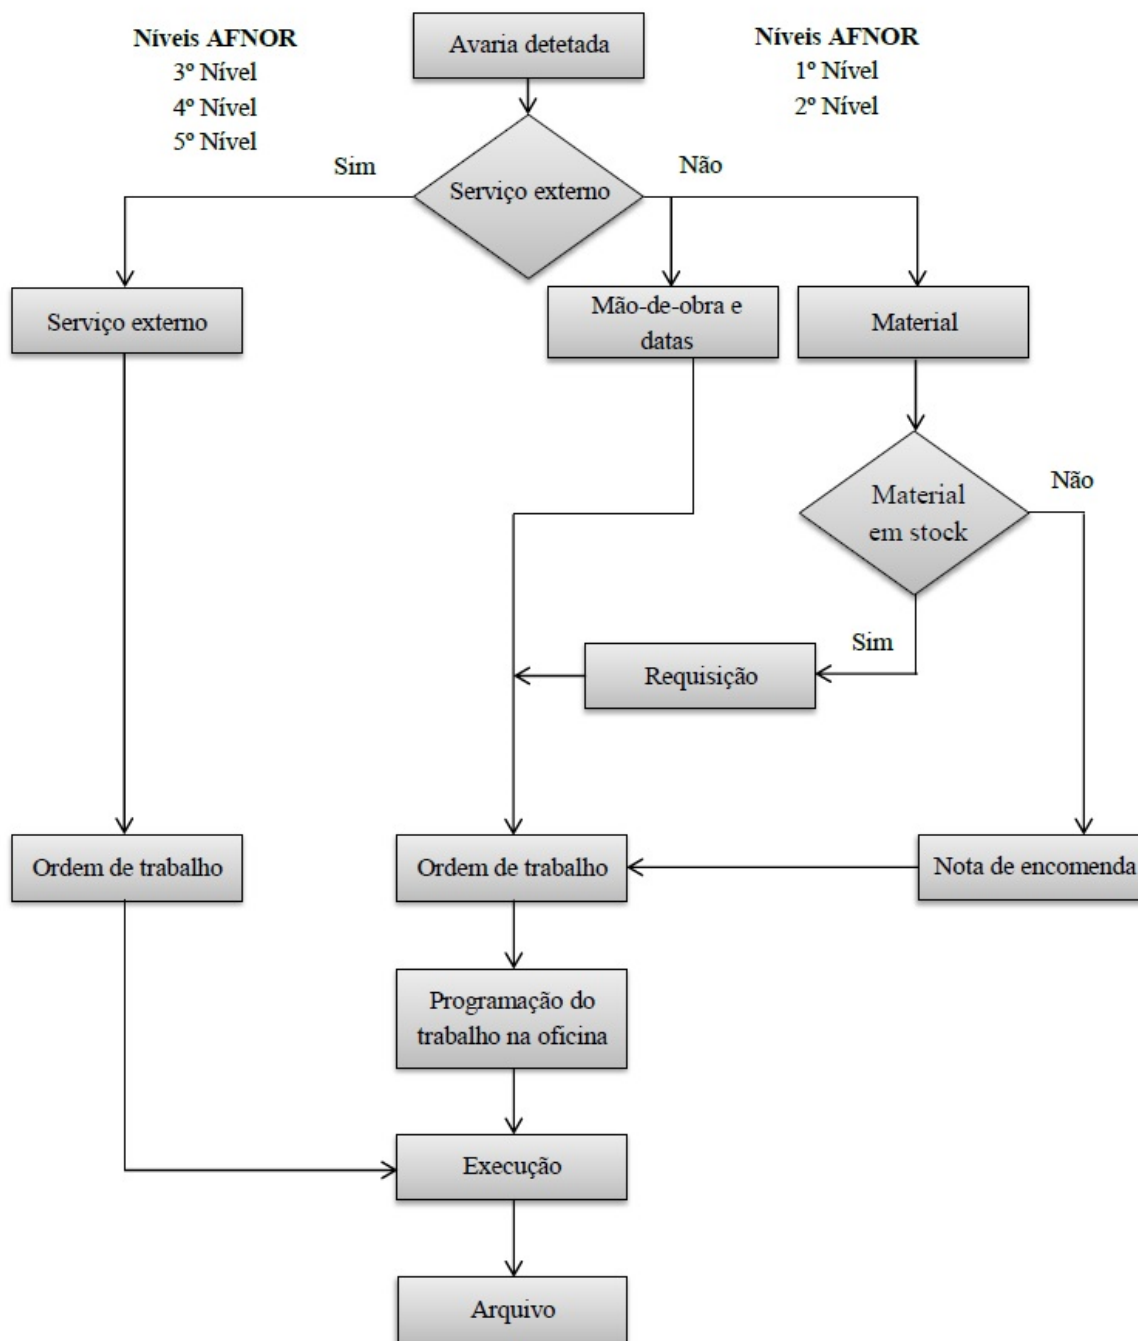 Níveis AFNOR
3º Nível
4º Nível
5º Nível
Avaria detetada
Níveis AFNOR
1º Nível
2º Nível
Sim
Serviço externo
Não
Serviço externo
Mão-de-obra e
datas
Material
Material
em stock
Não
Sim
Requisição
Ordem de trabalho
Ordem de trabalho
Nota de encomenda
Programação do
trabalho na oficina
Execução
Arquivo